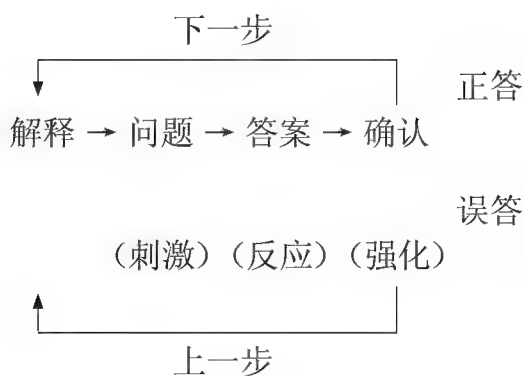 下一步
正答
解释 → 问题 → 答案 → 确认
误答
（刺激）（反应）（强化）
上一步